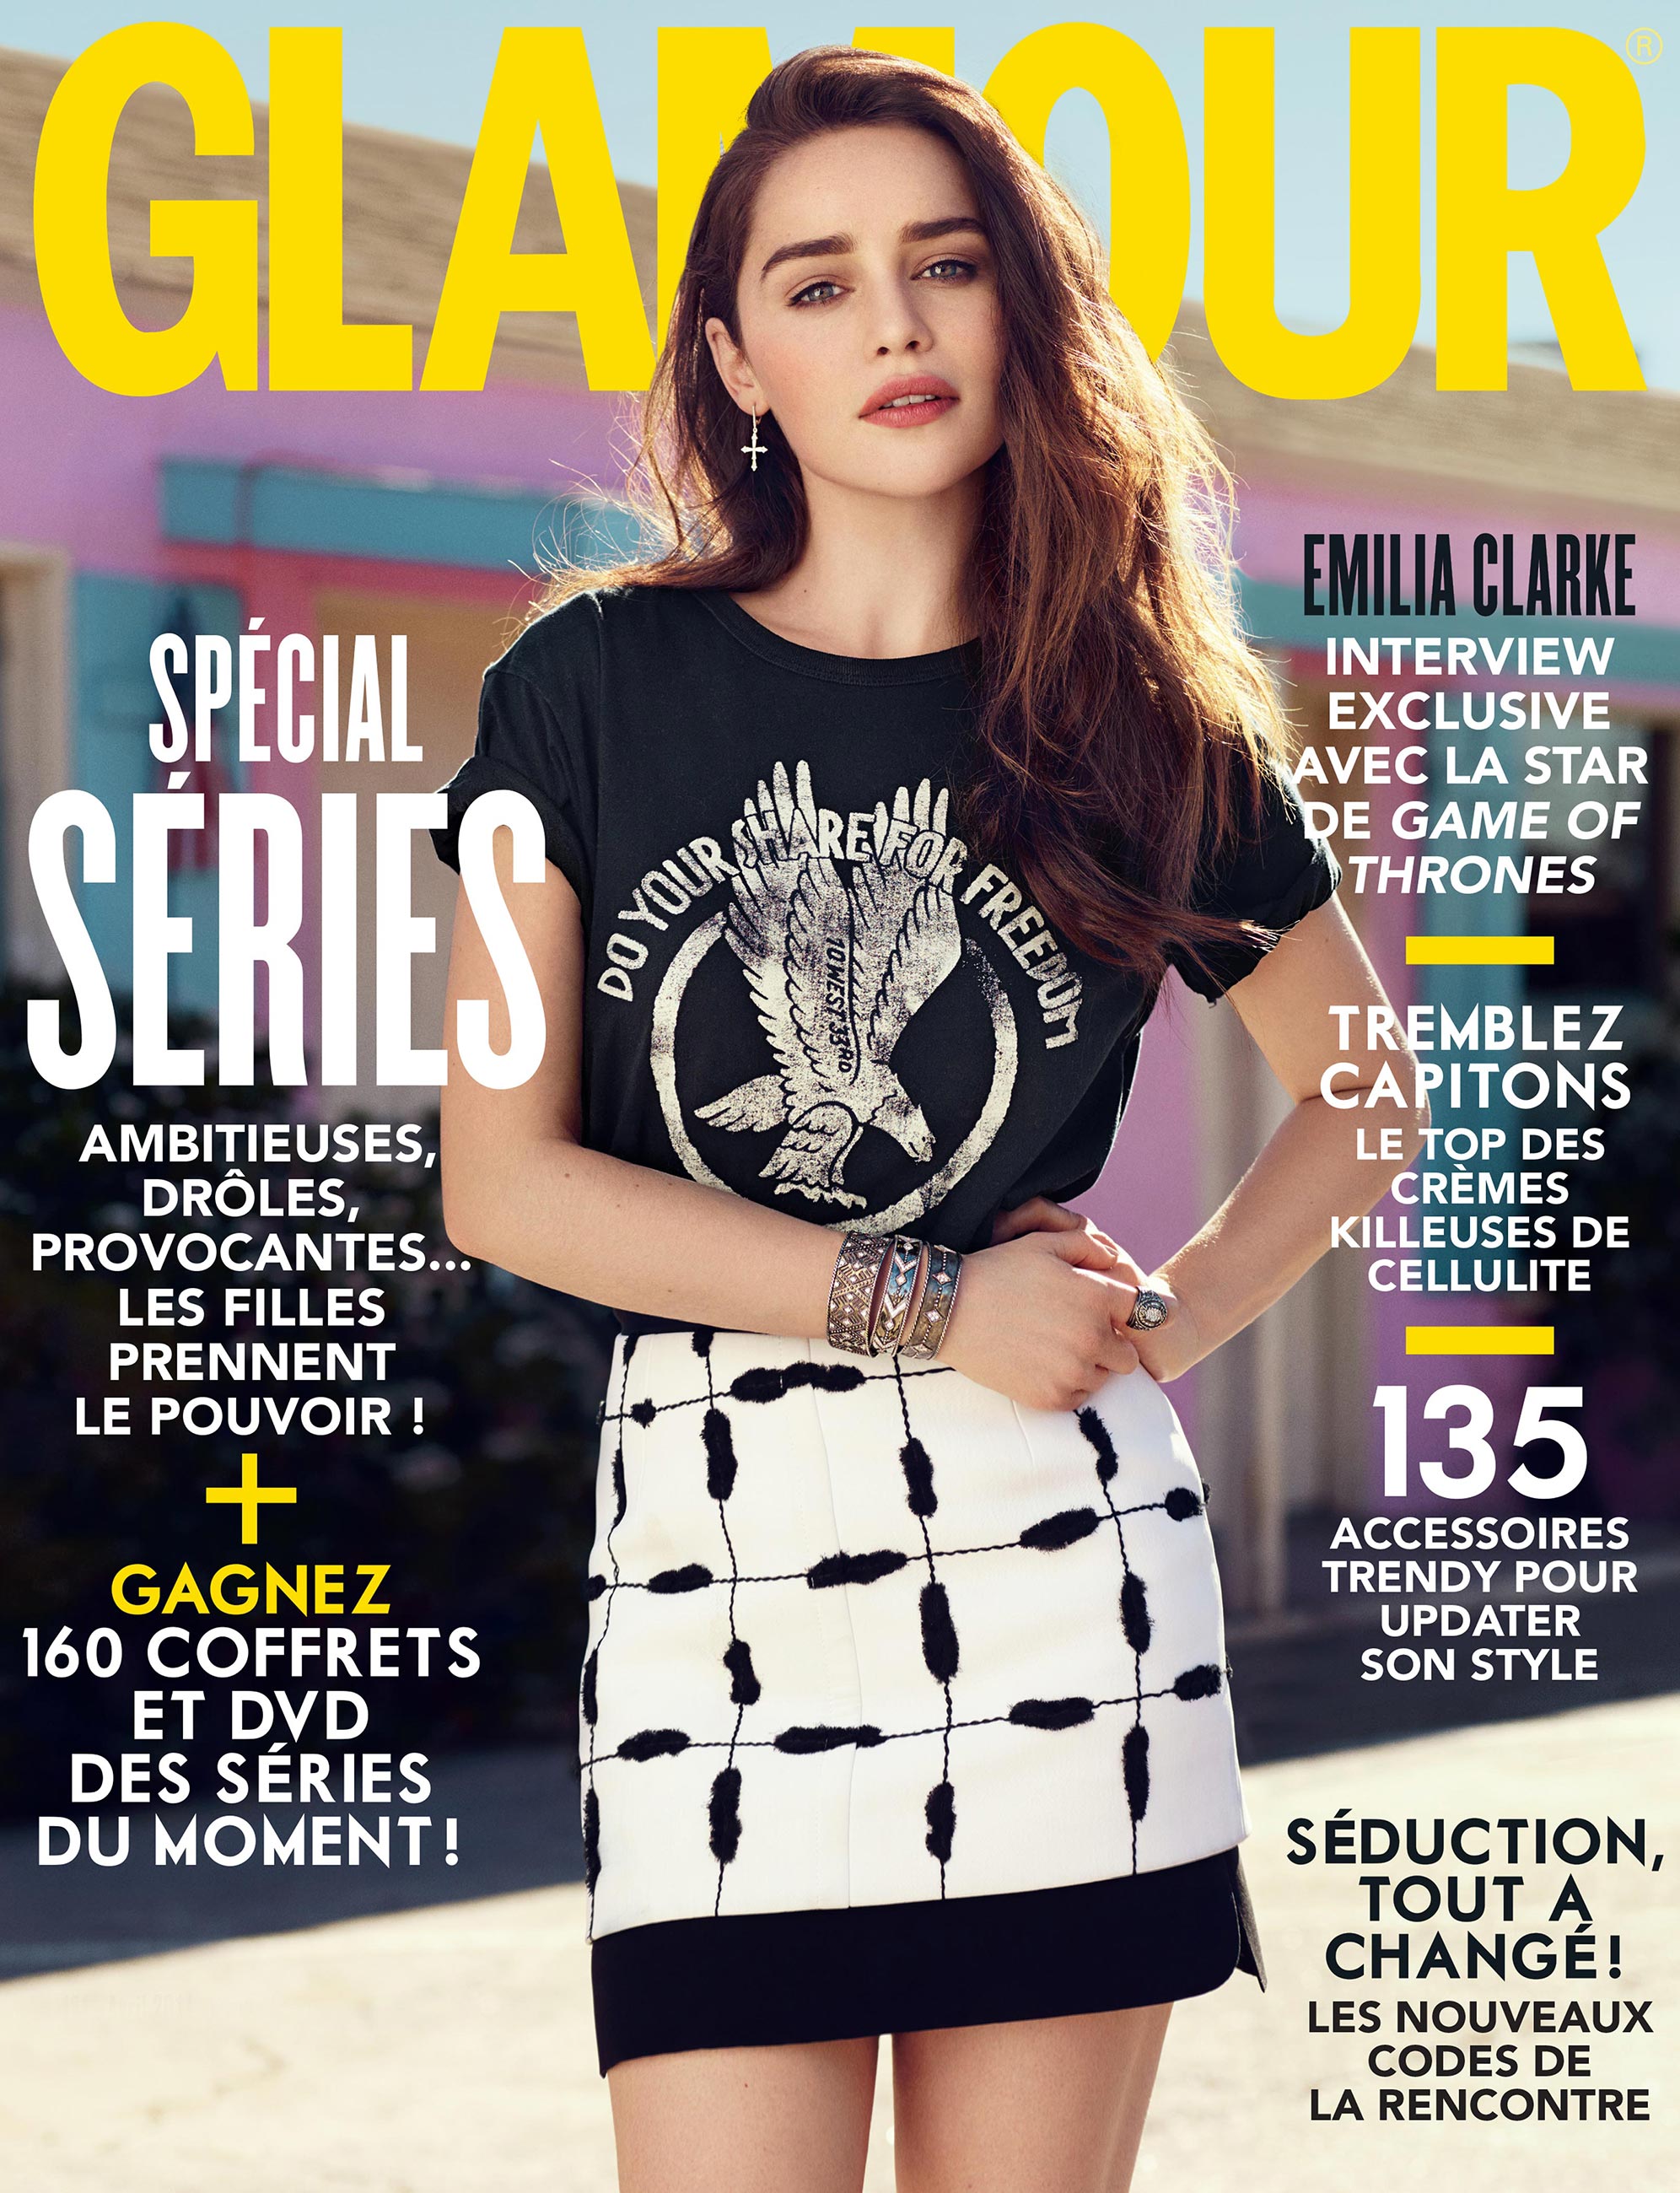 GLAMOUR®
SPÉCIAL
SÉRIES
AMBITIEUSES,
DRÔLES,
PROVOCANTES...
LES FILLES
PRENNENT
LE POUVOIR !
+
GAGNEZ
160 COFFRETS
ET DVD
DES SÉRIES
DU MOMENT !
DO YOUR SHARE FOR FREEDOM
10 WEST 33RD
EMILIA CLARKE
INTERVIEW
EXCLUSIVE
AVEC LA STAR
DE GAME OF
THRONES
TREMBLEZ
CAPITONS
LE TOP DES
CRÈMES
KILLEUSES DE
CELLULITE
135
ACCESSOIRES
TRENDY POUR
UPDATER
SON STYLE
SÉDUCTION,
TOUT A
CHANGÉ !
LES NOUVEAUX
CODES DE
LA RENCONTRE